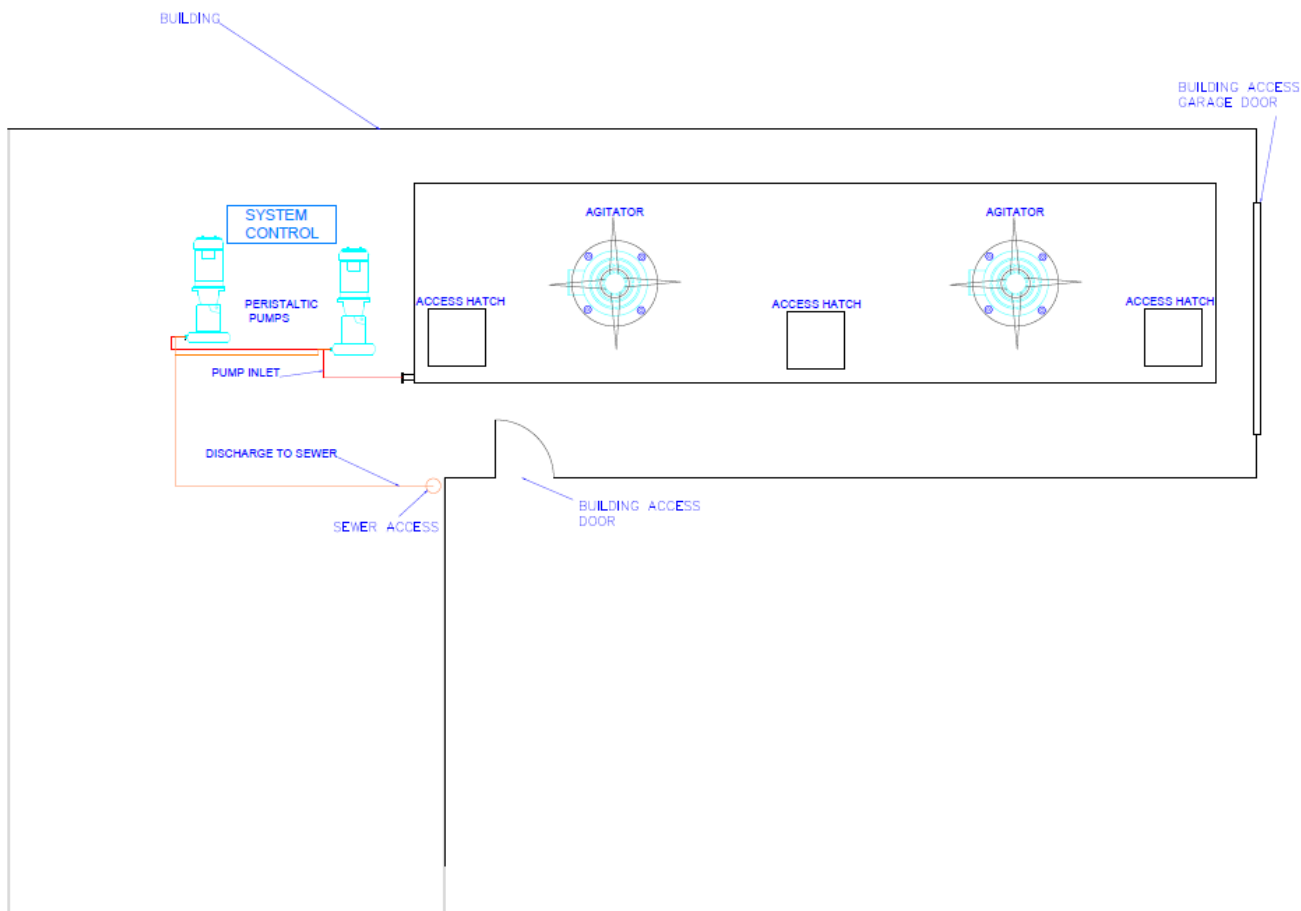 BUILDING
BUILDING ACCESS
GARAGE DOOR
SYSTEM
CONTROL
AGITATOR
AGITATOR
PERISTALTIC
PUMPS
ACCESS HATCH
ACCESS HATCH
ACCESS HATCH
PUMP INLET
DISCHARGE TO SEWER
SEWER ACCESS
BUILDING ACCESS
DOOR